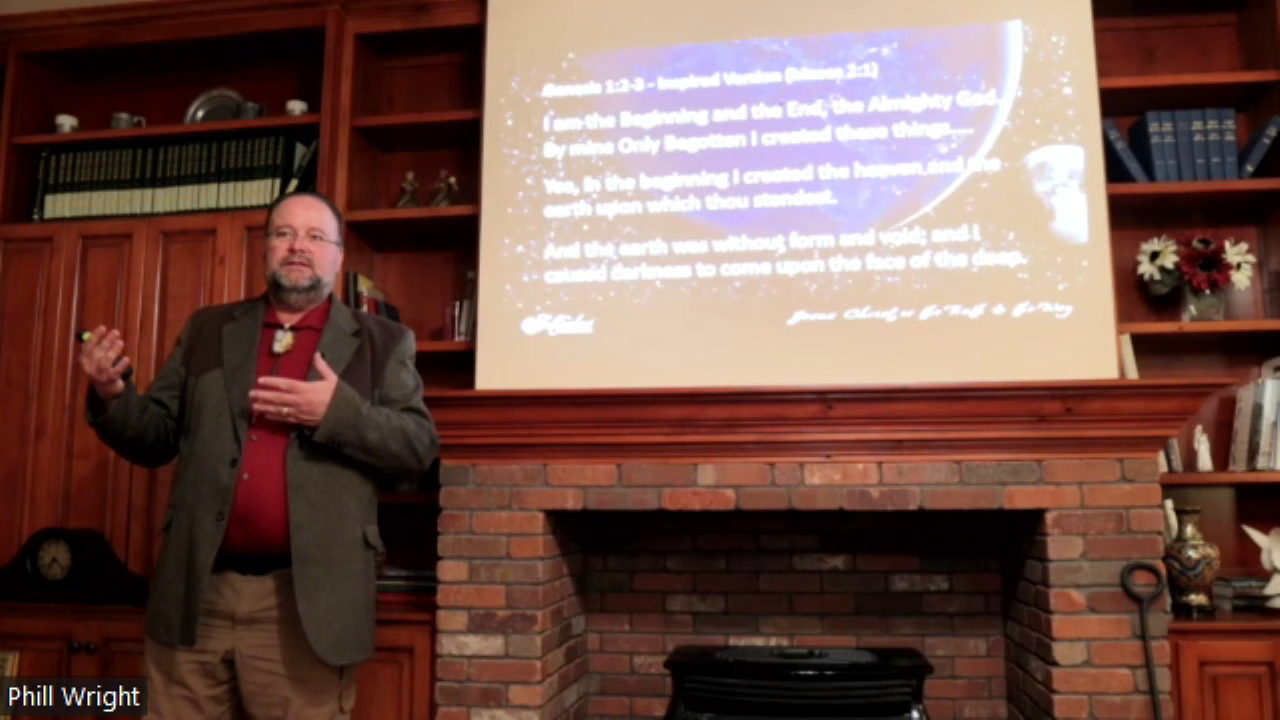 Genesis 1:2-3 - Inspired Version (Moses 2:1)
I am the Beginning and the End, the Almighty God.
By mine Only Begotten I created these things....
Yea, in the beginning I created the heaven and the
earth upon which thou standest.
And the earth was without form and void; and I
caused darkness to come upon the face of the deep.
Jesus Christ is the Truth & the Way
Phill Wright